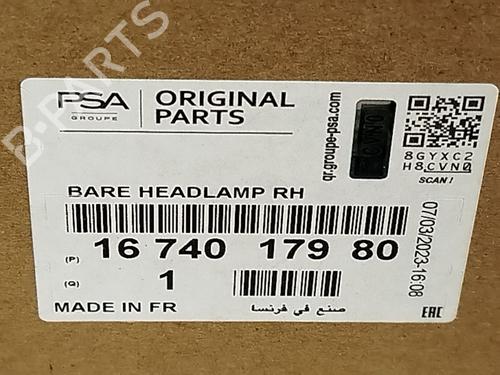 B-PARTS
PSA
GROUPE
ORIGINAL
PARTS
qr.groupe-psa.com
8GYXC2
H8CVN0
SCAN!
BARE HEADLAMP RH
(P) 16 740 179 80
(Q) 1
MADE IN FR
صنع في فرنسا
07/03/2023-16:08
EAC